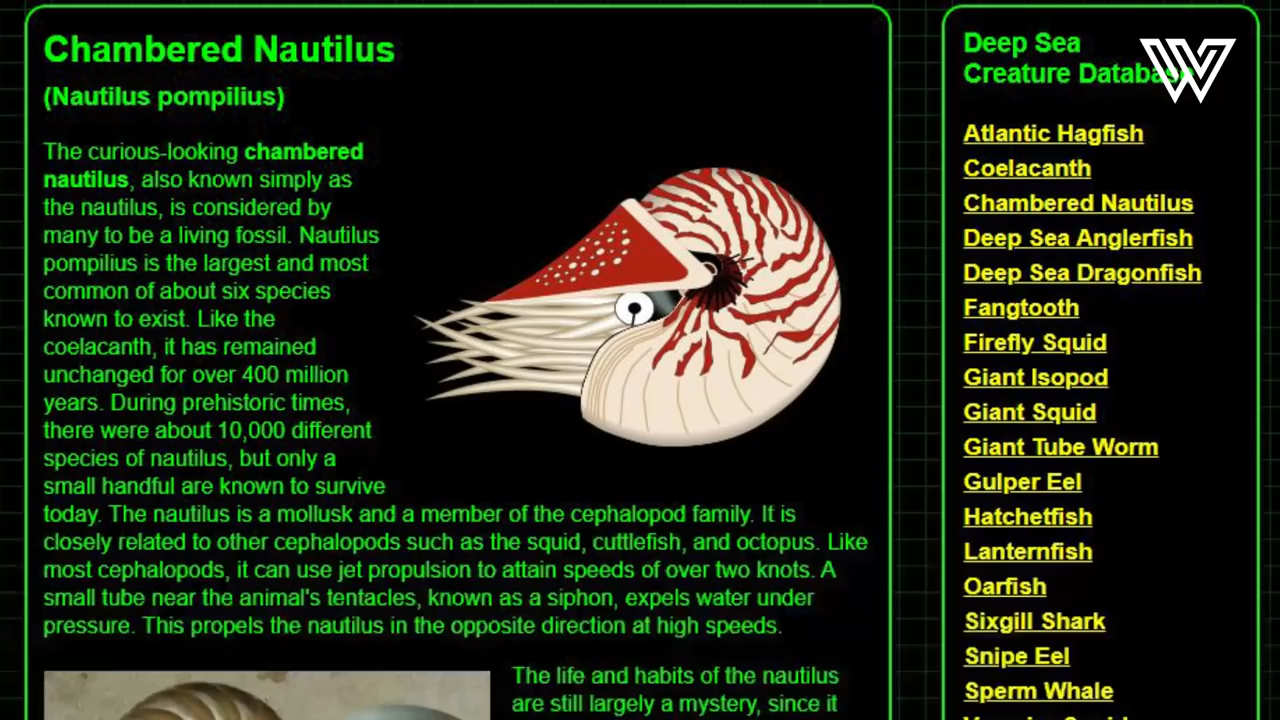 Chambered Nautilus
(Nautilus pompilius)
The curious-looking chambered
nautilus, also known simply as
the nautilus, is considered by
many to be a living fossil. Nautilus
pompilius is the largest and most
common of about six species
known to exist. Like the
coelacanth, it has remained
unchanged for over 400 million
years. During prehistoric times,
there were about 10,000 different
species of nautilus, but only a
small handful are known to survive
today. The nautilus is a mollusk and a member of the cephalopod family. It is
closely related to other cephalopods such as the squid, cuttlefish, and octopus. Like
most cephalopods, it can use jet propulsion to attain speeds of over two knots. A
small tube near the animal's tentacles, known as a siphon, expels water under
pressure. This propels the nautilus in the opposite direction at high speeds.
The life and habits of the nautilus
are still largely a mystery, since it
Deep Sea
Creature Database
Atlantic Hagfish
Coelacanth
Chambered Nautilus
Deep Sea Anglerfish
Deep Sea Dragonfish
Fangtooth
Firefly Squid
Giant Isopod
Giant Squid
Giant Tube Worm
Gulper Eel
Hatchetfish
Lanternfish
Oarfish
Sixgill Shark
Snipe Eel
Sperm Whale